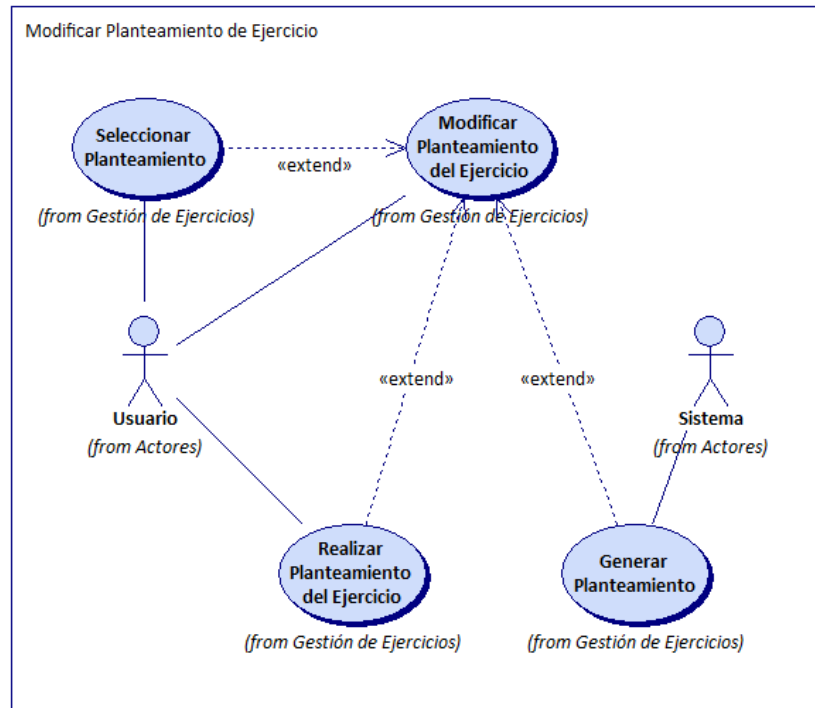 Modificar Planteamiento de Ejercicio
Seleccionar
Planteamiento
(from Gestión de Ejercicios)
«extend»
Modificar
Planteamiento
del Ejercicio
(from Gestión de Ejercicios)
Usuario
(from Actores)
«extend»
«extend»
Sistema
(from Actores)
Realizar
Planteamiento
del Ejercicio
(from Gestión de Ejercicios)
Generar
Planteamiento
(from Gestión de Ejercicios)